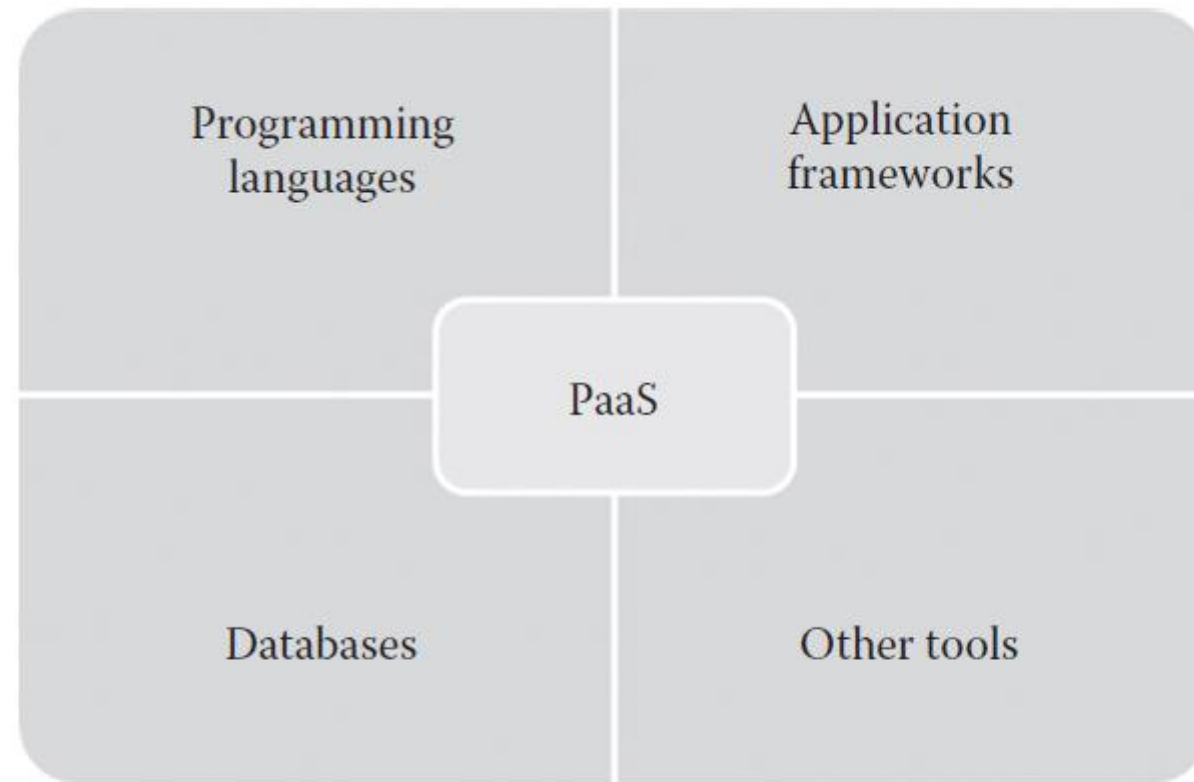 Programming
languages
Application
frameworks
PaaS
Databases
Other tools